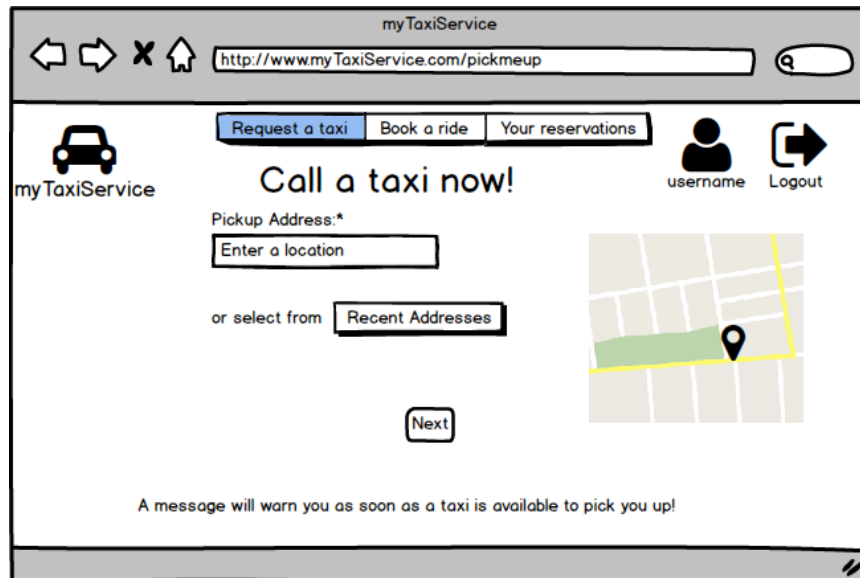 myTaxiService
http://www.myTaxiService.com/pickmeup
Request a taxi Book a ride Your reservations
myTaxiService
username Logout
Call a taxi now!
Pickup Address:*
Enter a location
or select from Recent Addresses
Next
A message will warn you as soon as a taxi is available to pick you up!